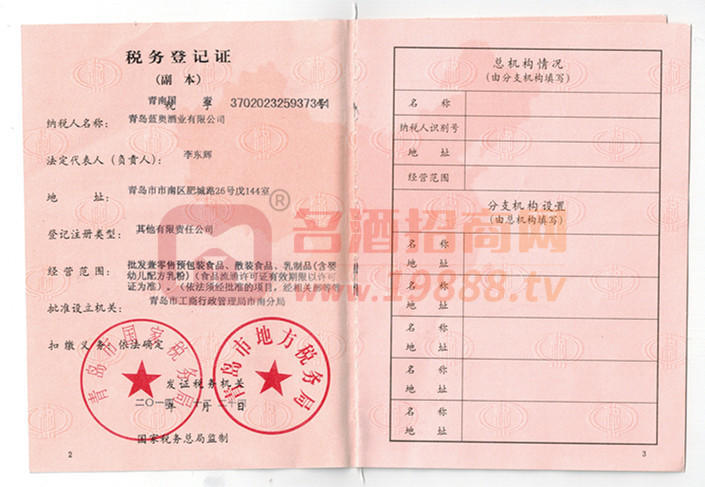 税务登记证
(副 本)
青南国 税 字 370202325937344 号
纳税人名称: 青岛蓝奥酒业有限公司
法定代表人(负责人): 李东辉
地 址: 青岛市市南区肥城路26号戊144室
登记注册类型: 其他有限责任公司
经营范围: 批发兼零售预包装食品、散装食品、乳制品(含婴
幼儿配方乳粉)(食品流通许可证有效期限以许可
证为准)(依法须经批准的项目,经相关部等
批准设立机关: 青岛市工商行政管理局市南分局
扣缴义务: 依法确定
青岛市国家税务局
青岛市地方税务局
发证税务机关
二〇一四年 月二十四日
国家税务总局监制
2
总机构情况
(由分支机构填写)
名 称
纳税人识别号
地 址
经营范围
分支机构设置
(由总机构填写)
名 称
地 址
名 称
地 址
名 称
地 址
名 称
地 址
名 称
地 址
3
®
名酒招商网
www.19888.tv